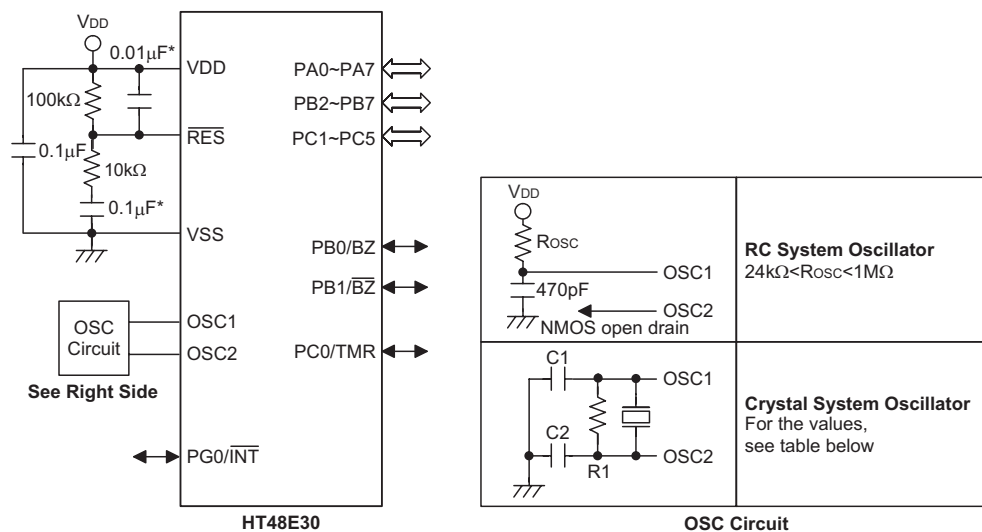 VDD
0.01μF*
VDD
PA0~PA7
100kΩ
PB2~PB7
RES
PC1~PC5
0.1μF
10kΩ
0.1μF*
VSS
PB0/BZ
PB1/BZ
OSC
Circuit
OSC1
OSC2
PC0/TMR
See Right Side
PG0/INT
HT48E30
VDD
ROSC
OSC1
470pF
OSC2
NMOS open drain
RC System Oscillator
24kΩ<ROSC<1MΩ
C1
OSC1
C2
OSC2
R1
Crystal System Oscillator
For the values,
see table below
OSC Circuit